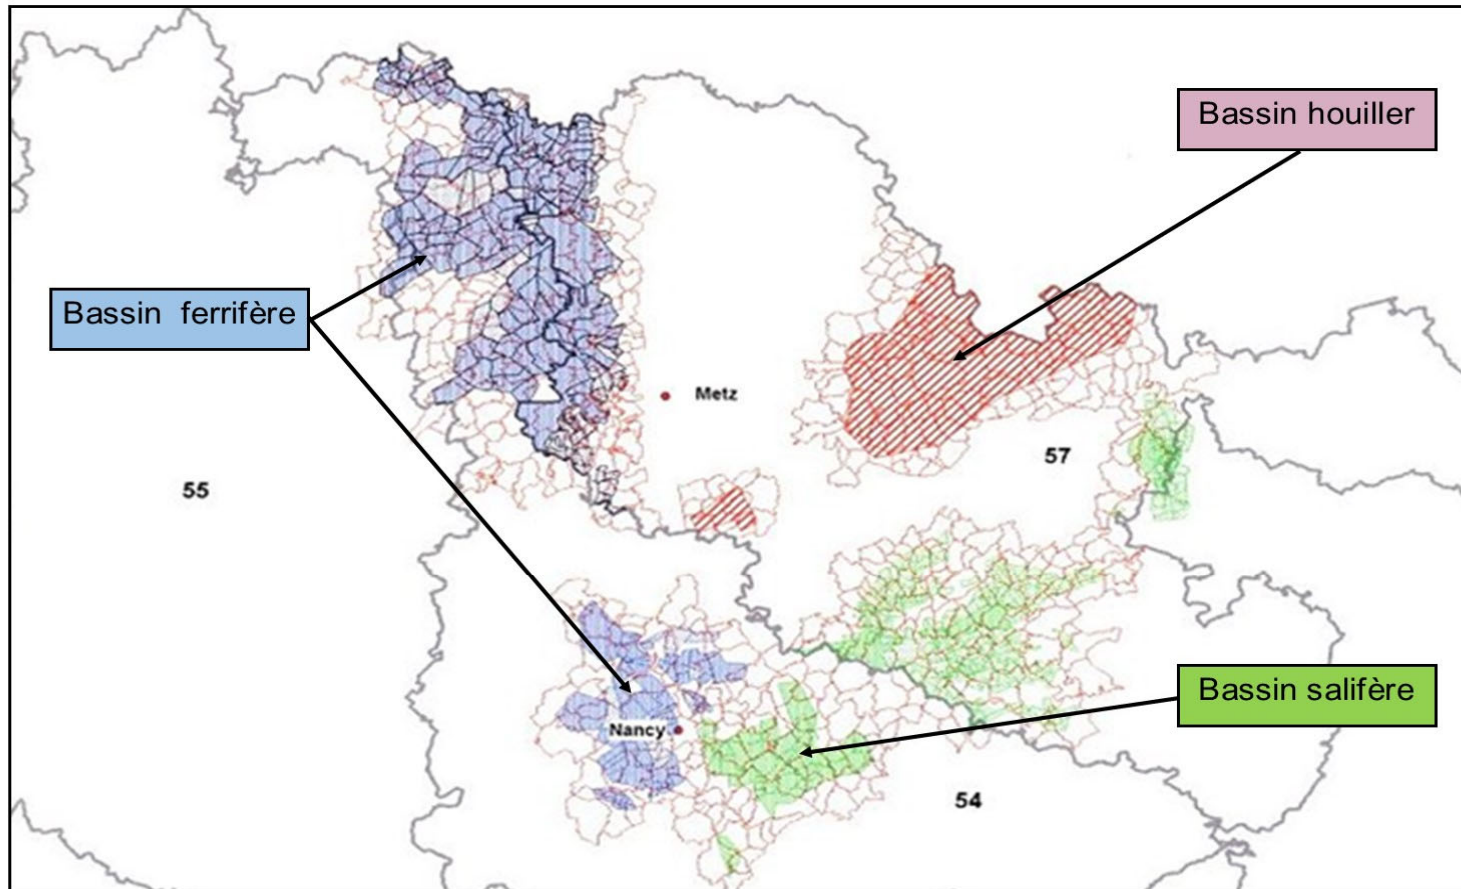 Bassin houiller
Bassin ferrifère
Metz
57
55
Bassin salifère
Nancy
54